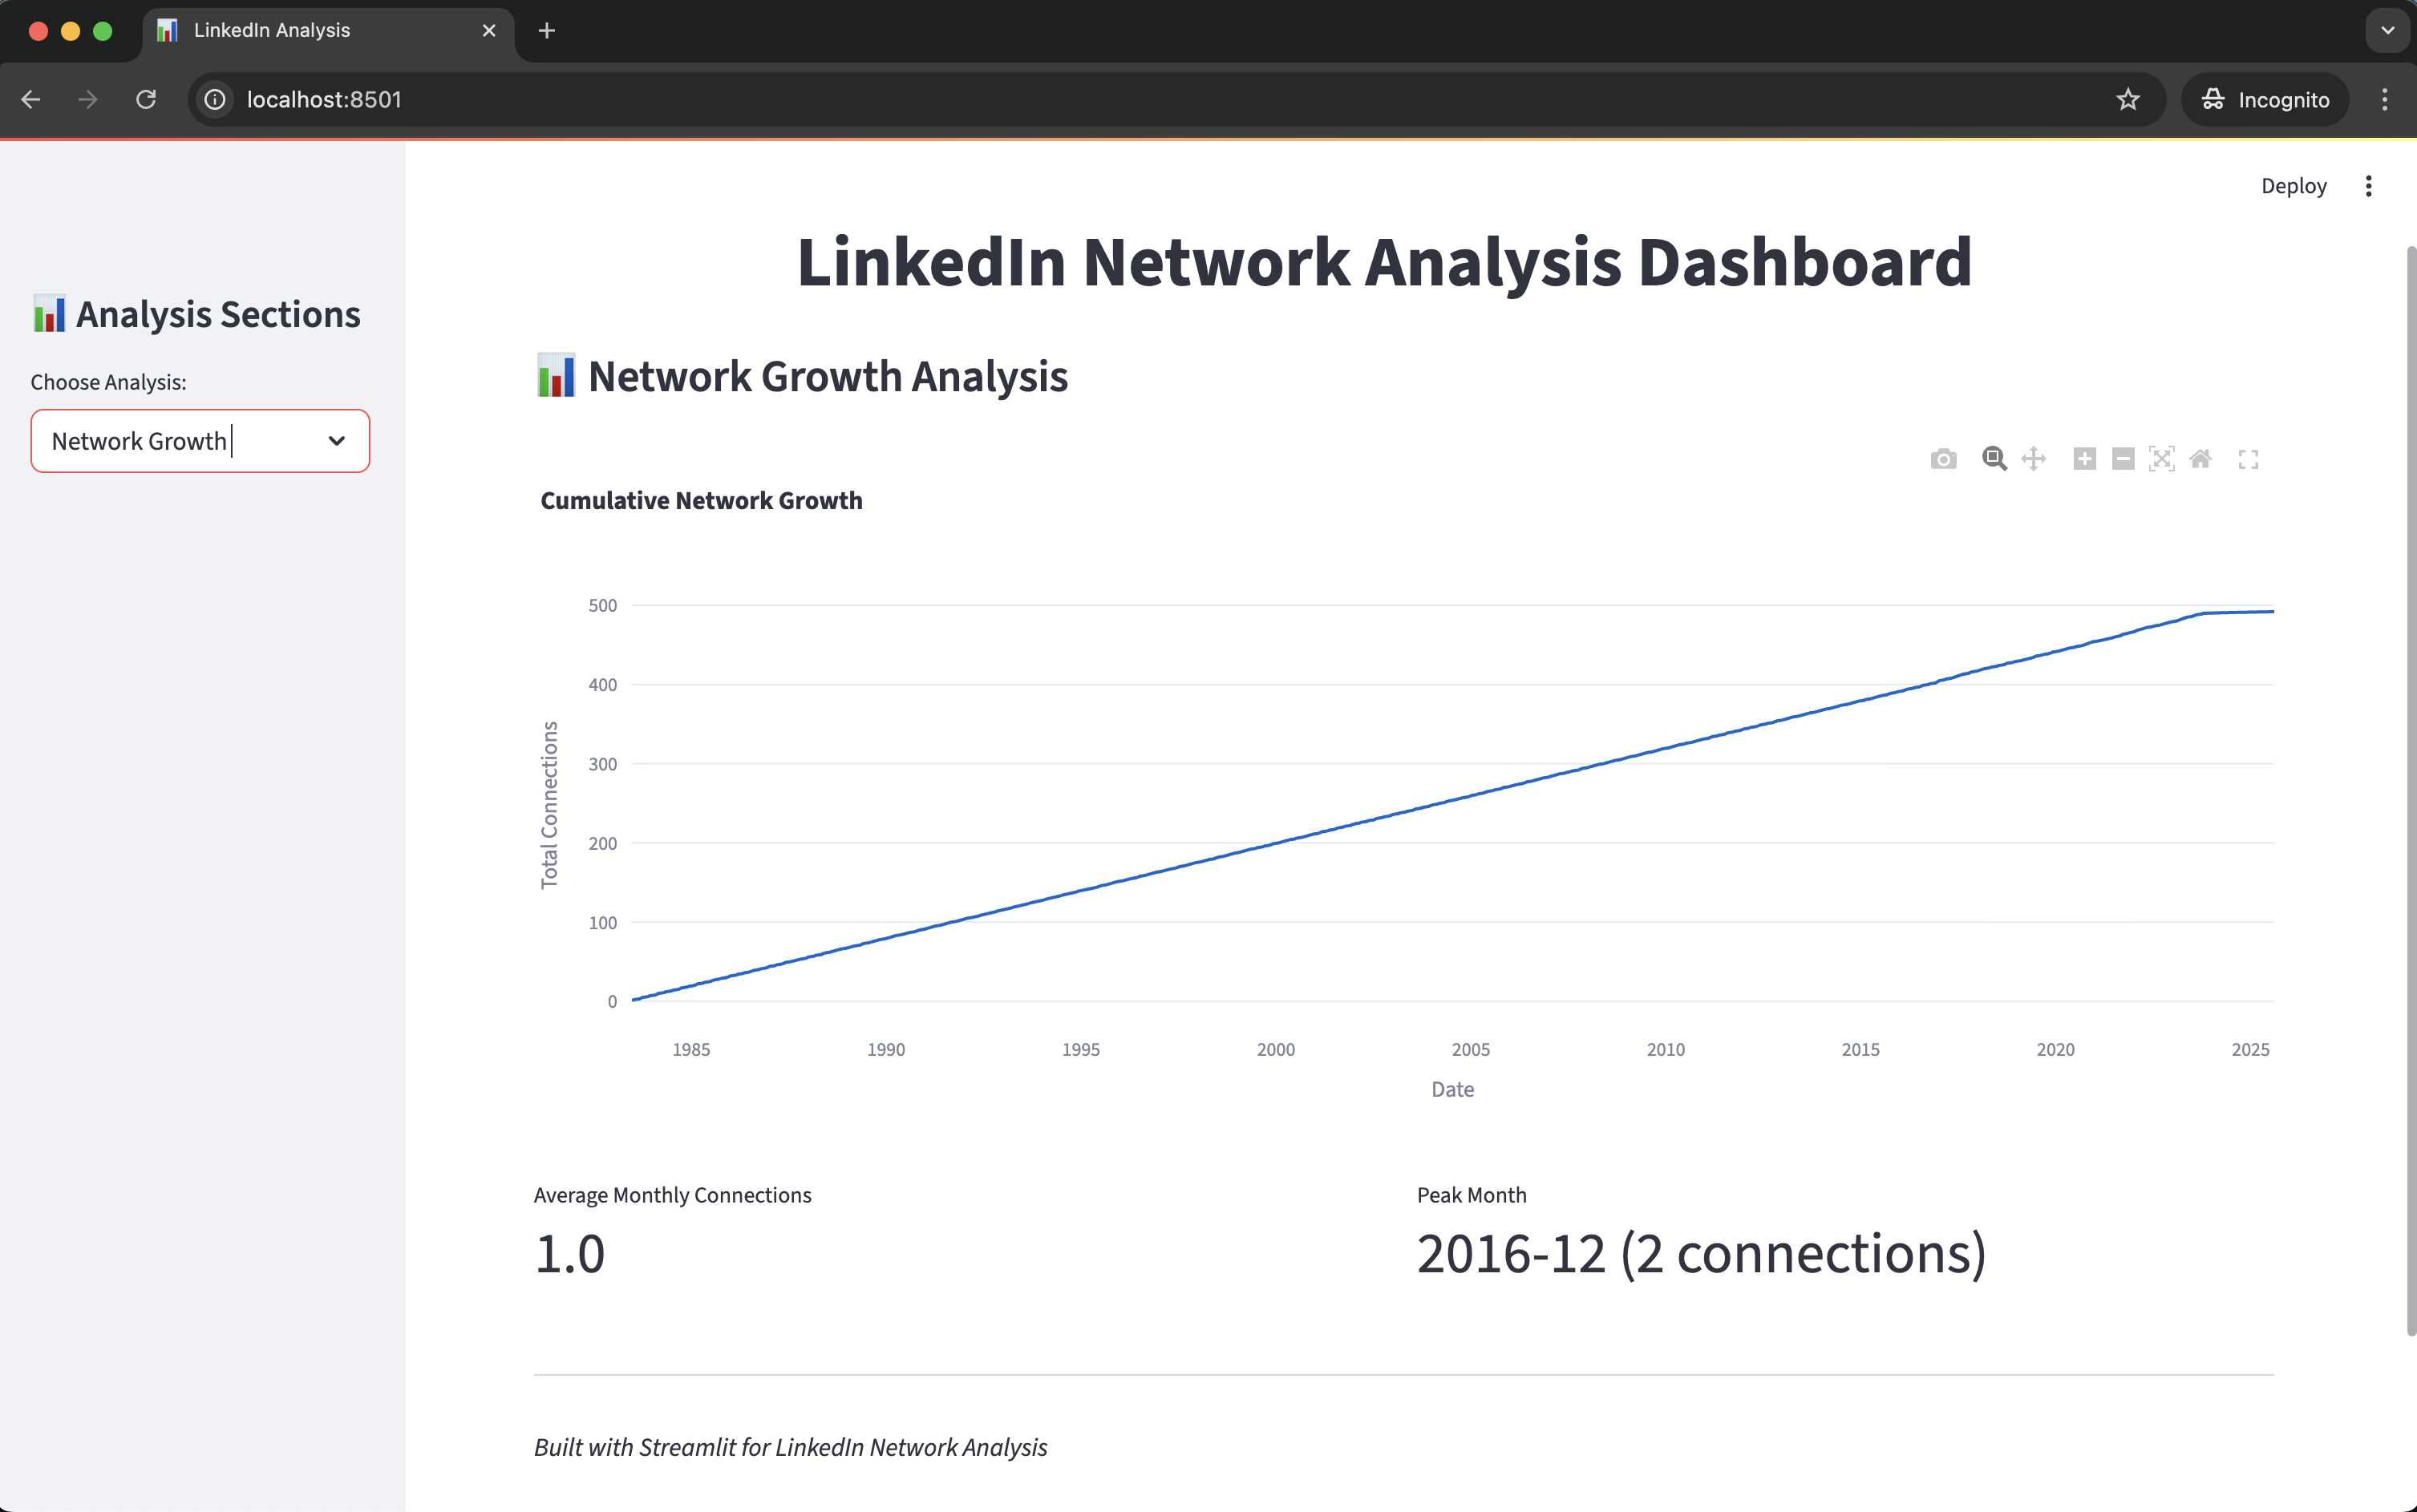 LinkedIn Analysis
localhost:8501
Incognito
Deploy
LinkedIn Network Analysis Dashboard
Analysis Sections
Choose Analysis:
Network Growth
Network Growth Analysis
Cumulative Network Growth
Total Connections
500
400
300
200
100
0
1985 1990 1995 2000 2005 2010 2015 2020 2025
Date
Average Monthly Connections
1.0
Peak Month
2016-12 (2 connections)
Built with Streamlit for LinkedIn Network Analysis